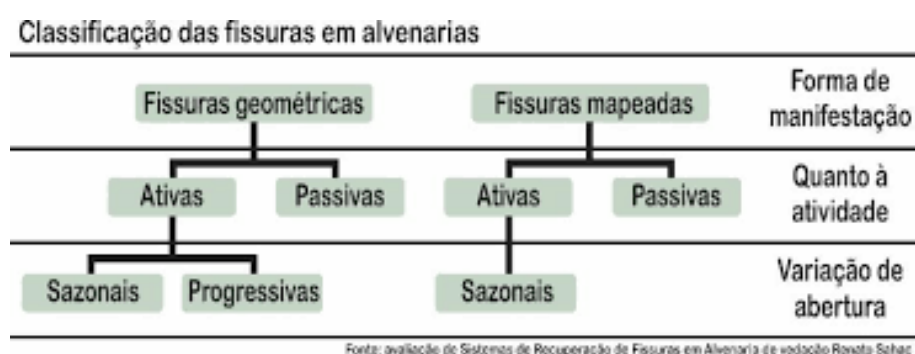 Classificação das fissuras em alvenarias
Fissuras geométricas
Fissuras mapeadas
Forma de
manifestação
Ativas
Passivas
Ativas
Passivas
Quanto à
atividade
Sazonais
Progressivas
Sazonais
Variação de
abertura
Fonte: avaliação de Sistemas de Recuperação de Fissuras em Alvenaria de vedação Renato